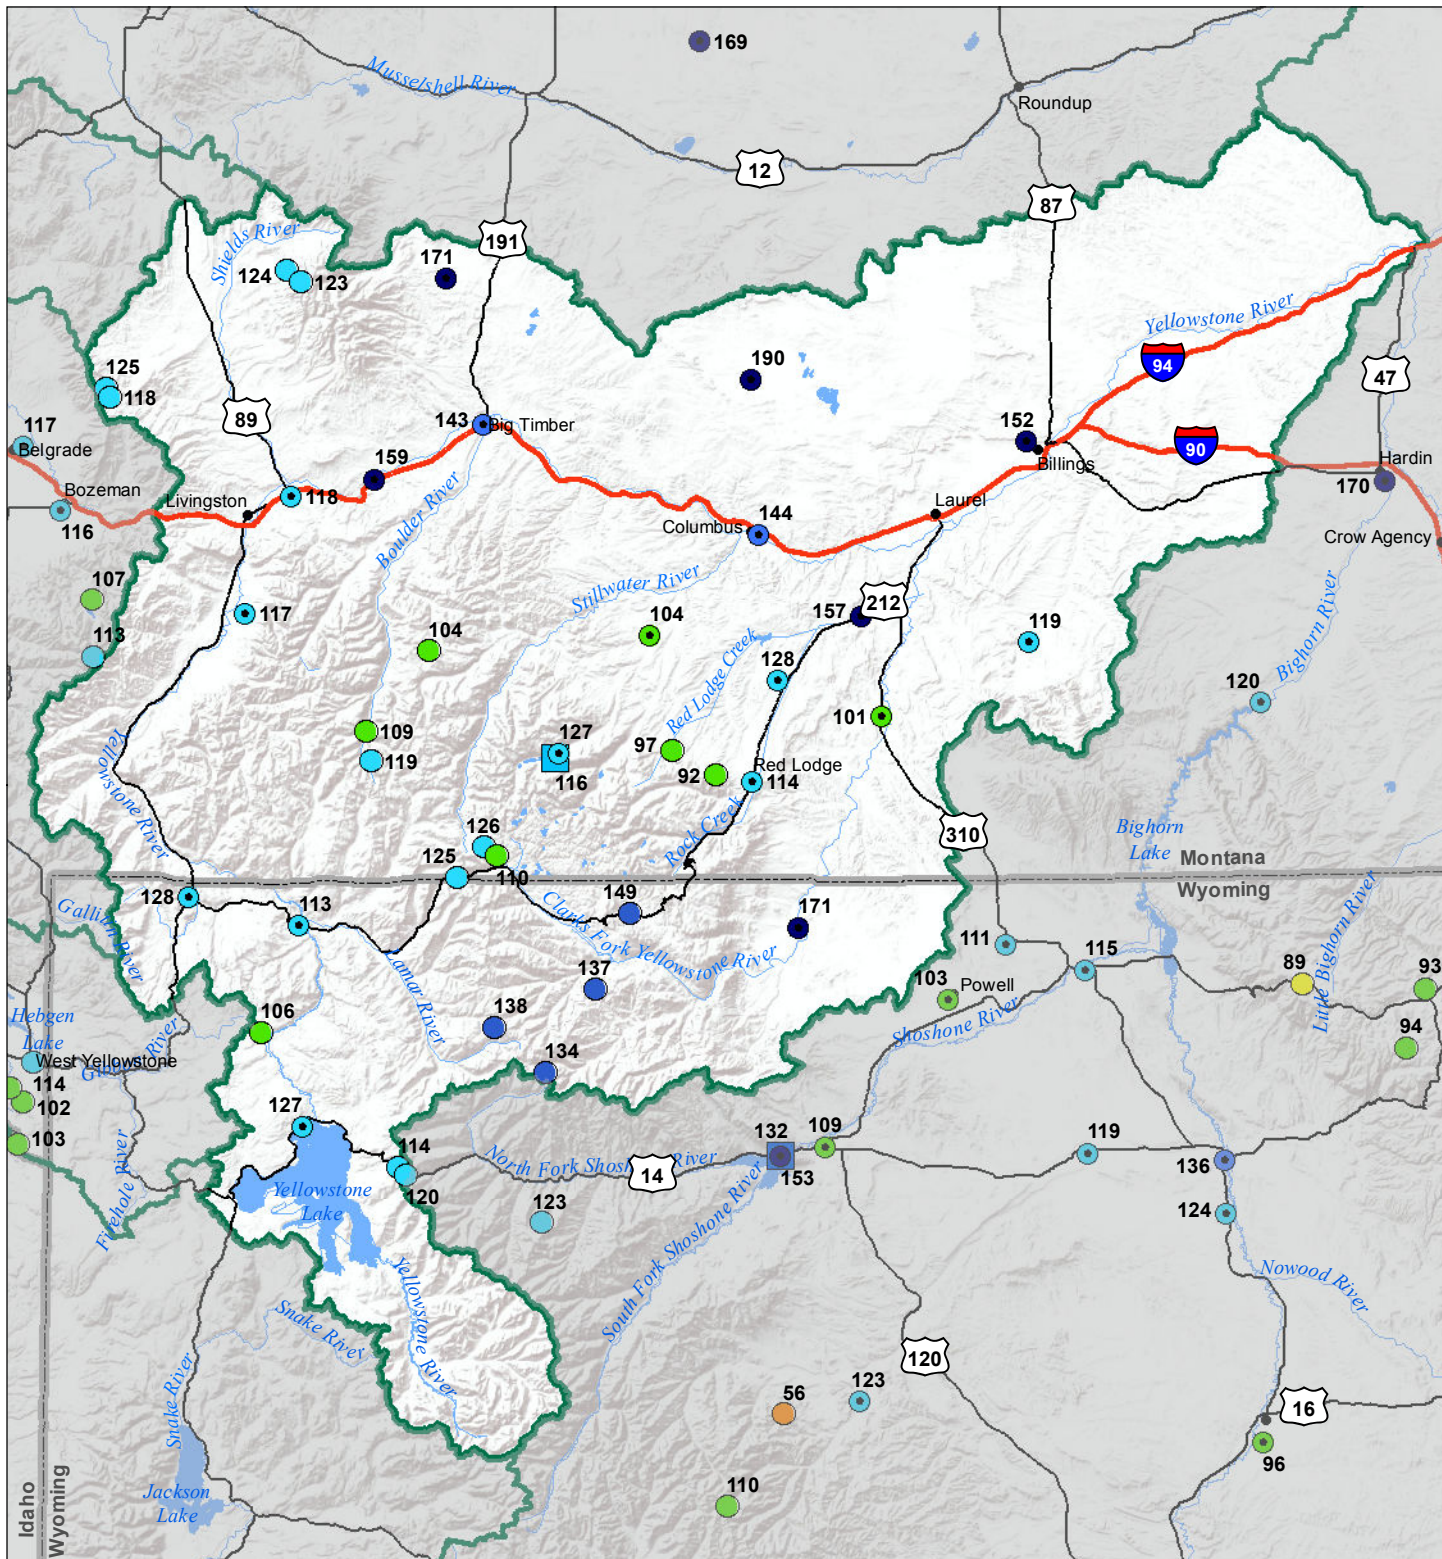 169
Musselshell River
Roundup
12
87
191
Shields River
124
123
171
Yellowstone River
94
47
190
125
118
89
143
Big Timber
152
Billings
90
Hardin
170
117
Belgrade
159
Bozeman
116
Livingston
118
Laurel
Columbus
144
Crow Agency
Boulder River
Stillwater River
107
117
104
104
157
212
119
113
Red Lodge Creek
128
Bighorn River
120
101
109
119
127
116
97
92
Red Lodge
114
Yellowstone River
Rock Creek
310
Bighorn
Lake
126
125
110
Montana
Wyoming
128
149
Gallatin River
113
Clarks Fork Yellowstone River
171
111
115
Little Bighorn River
Lamar River
137
103
Powell
89
93
Hebgen
Lake
138
Shoshone River
106
94
West Yellowstone
134
114
102
127
103
114
132
109
119
136
North Fork Shoshone River
14
153
Firehole River
120
Yellowstone
Lake
123
124
South Fork Shoshone River
Nowood River
Yellowstone River
Snake River
120
Snake River
56
123
16
96
Jackson
Lake
110
Idaho
Wyoming